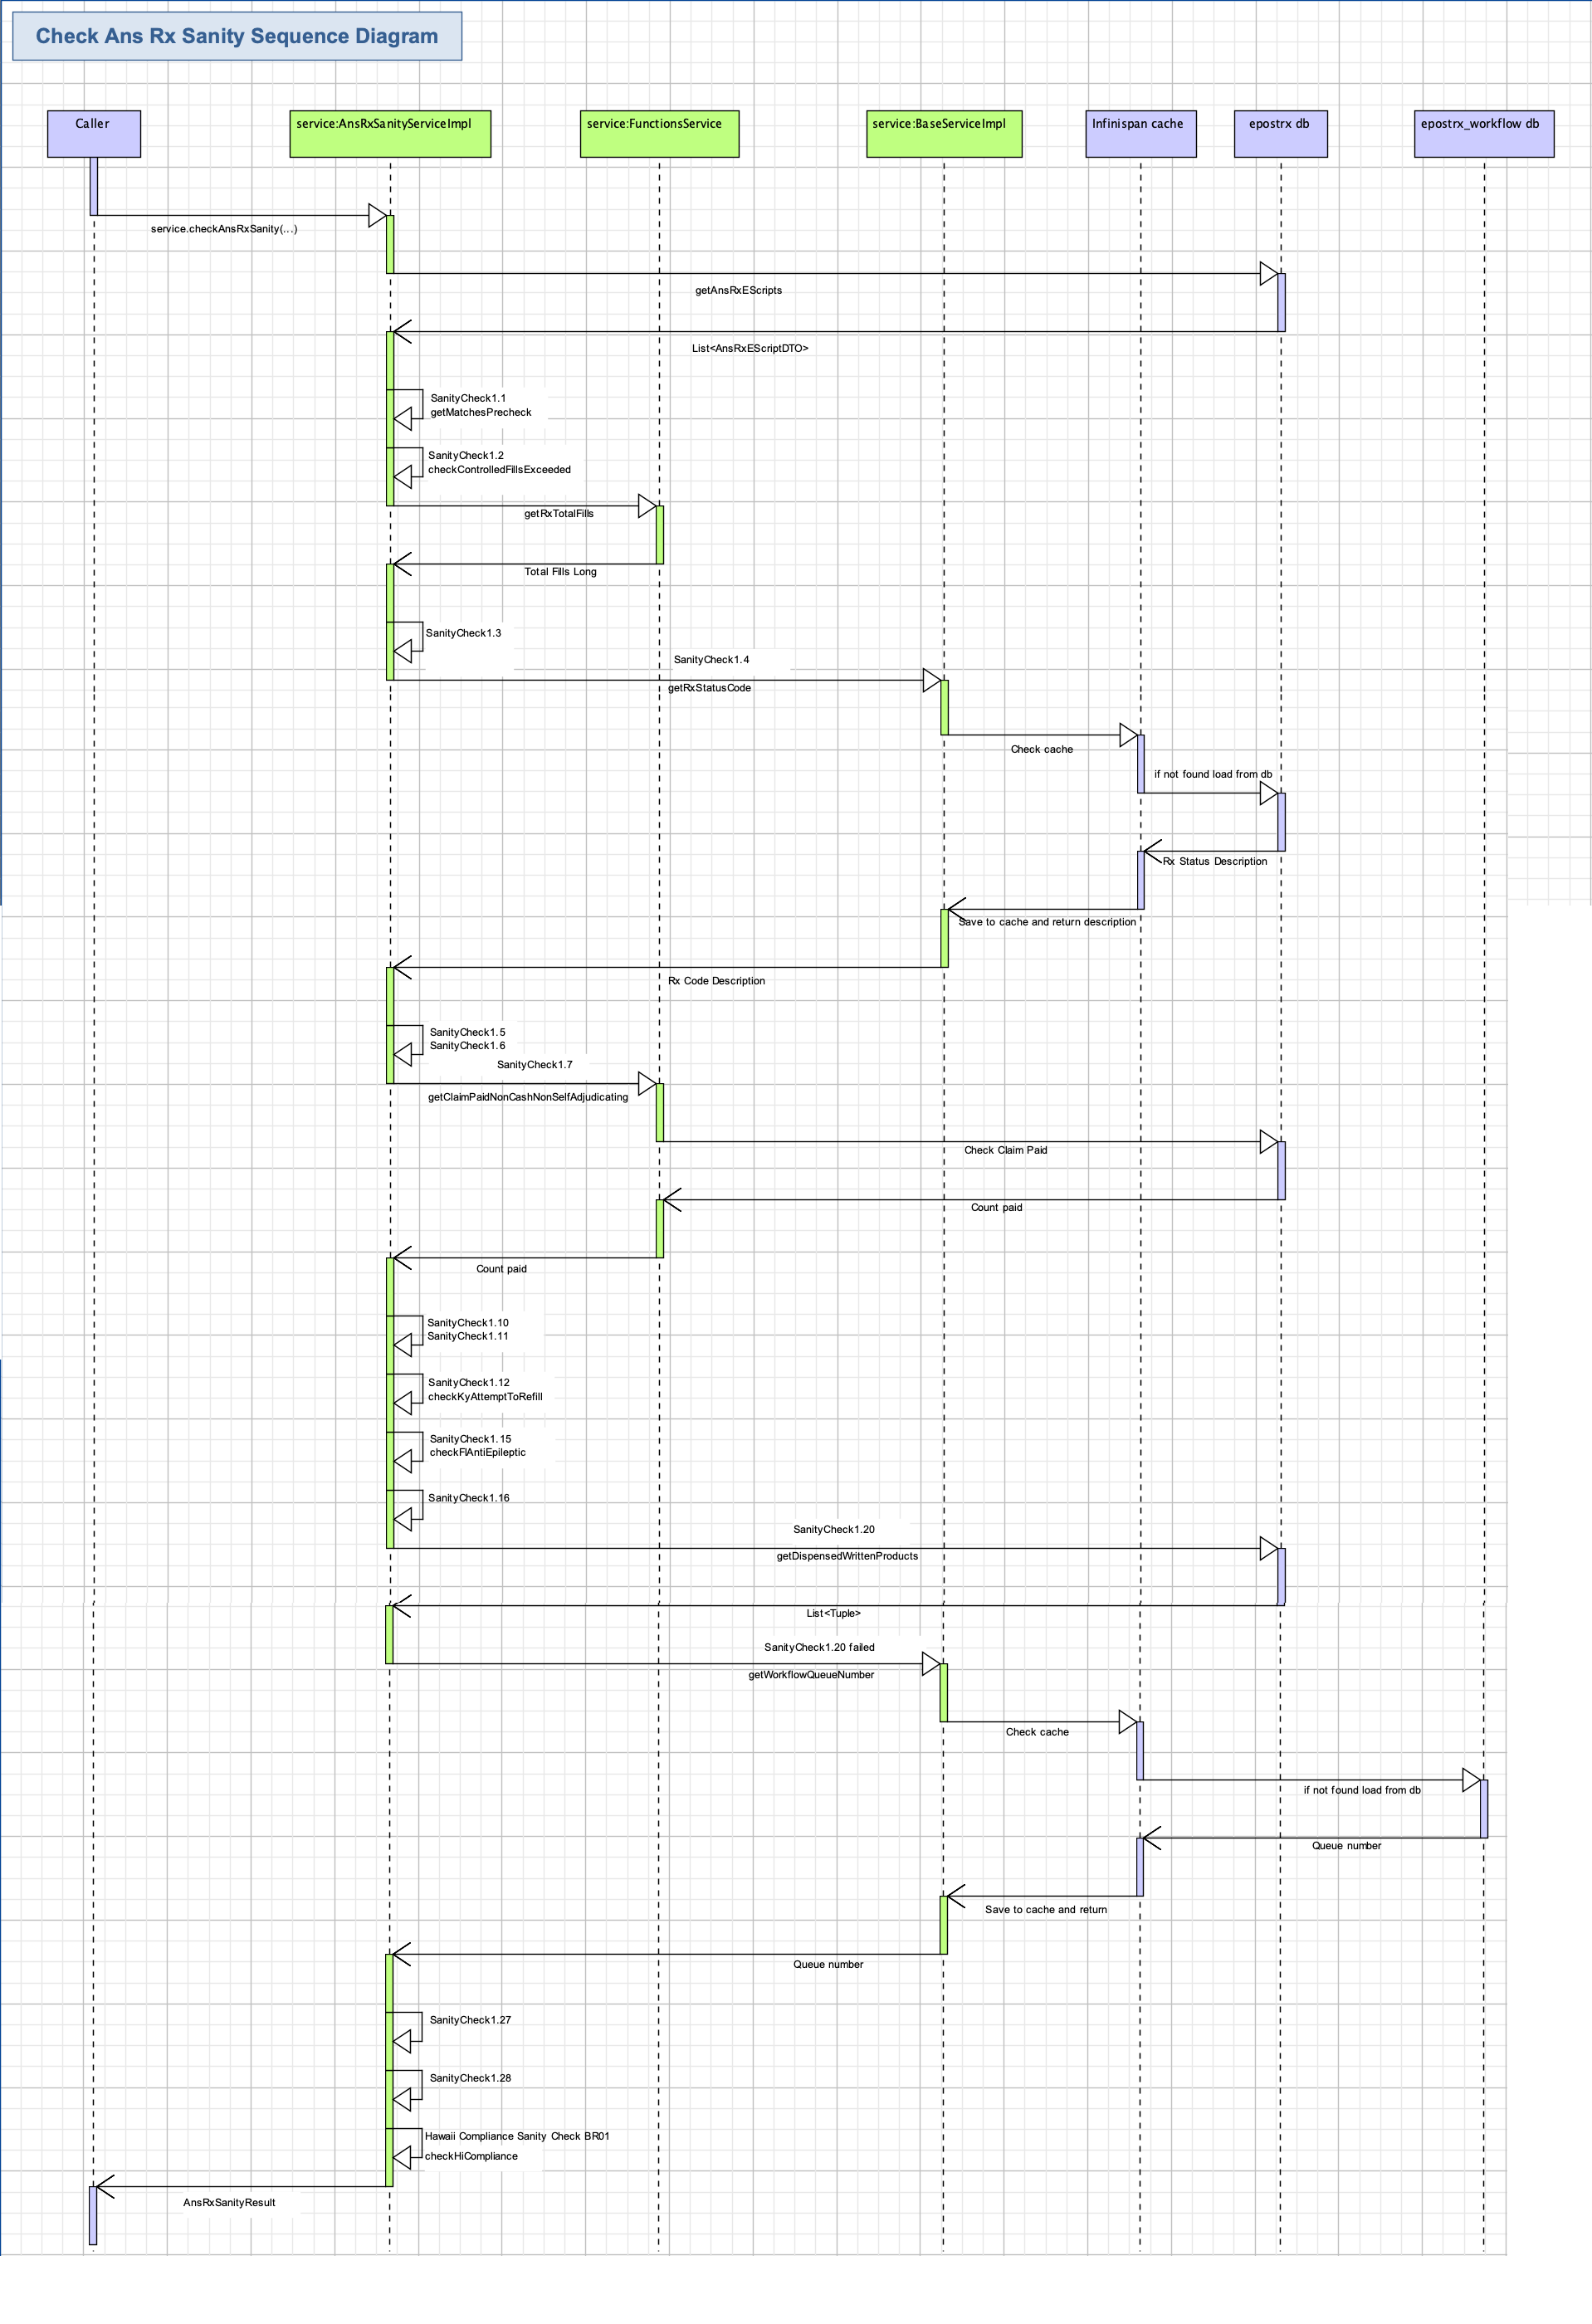 Check Ans Rx Sanity Sequence Diagram
Caller
service:AnsRxSanityServiceImpl
service:FunctionsService
service:BaseServiceImpl
Infinispan cache
epostrx db
epostrx_workflow db
service.checkAnsRxSanity(...)
getAnsRxEScripts
List<AnsRxEScriptDTO>
SanityCheck1.1
getMatchesPrecheck
SanityCheck1.2
checkControlledFillsExceeded
getRxTotalFills
Total Fills Long
SanityCheck1.3
SanityCheck1.4
getRxStatusCode
Check cache
if not found load from db
Rx Status Description
Save to cache and return description
Rx Code Description
SanityCheck1.5
SanityCheck1.6
SanityCheck1.7
getClaimPaidNonCashNonSelfAdjudicating
Check Claim Paid
Count paid
Count paid
SanityCheck1.10
SanityCheck1.11
SanityCheck1.12
checkKyAttemptToRefill
SanityCheck1.15
checkFlAntiEpileptic
SanityCheck1.16
SanityCheck1.20
getDispensedWrittenProducts
List<Tuple>
SanityCheck1.20 failed
getWorkflowQueueNumber
Check cache
if not found load from db
Queue number
Save to cache and return
Queue number
SanityCheck1.27
SanityCheck1.28
Hawaii Compliance Sanity Check BR01
checkHiCompliance
AnsRxSanityResult